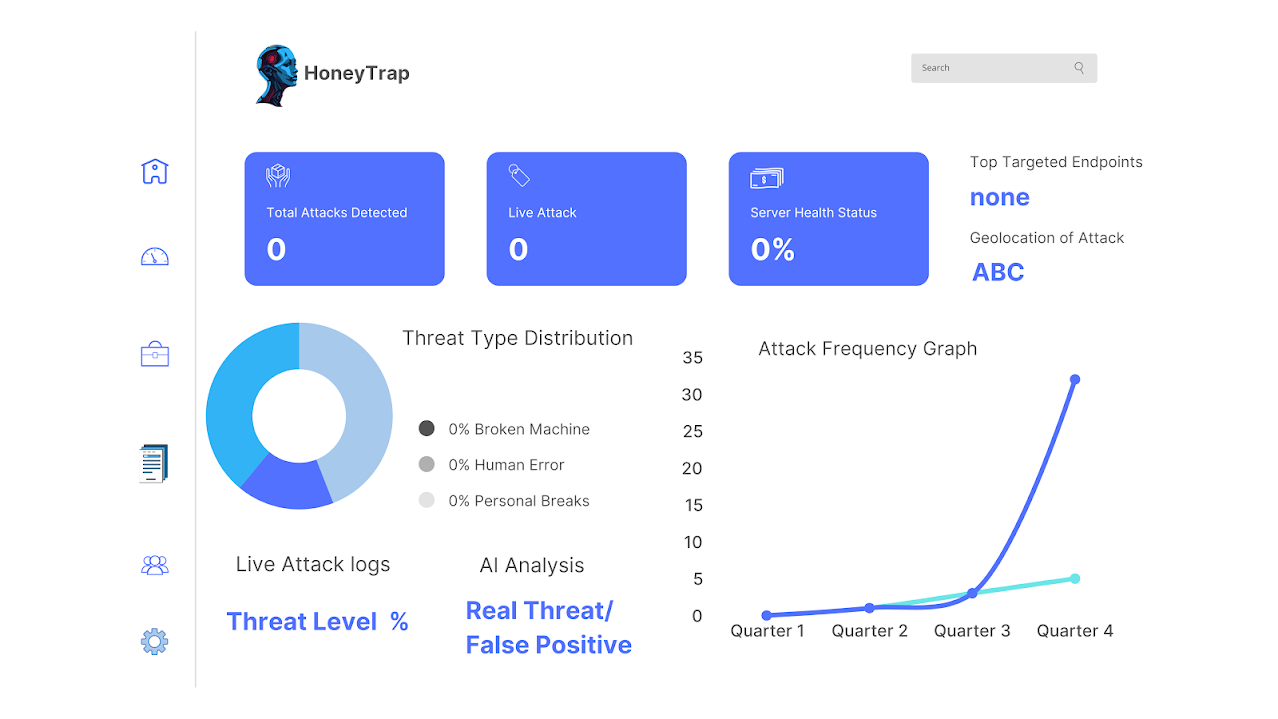 HoneyTrap
Search
Total Attacks Detected
0
Live Attack
0
Server Health Status
0%
Top Targeted Endpoints
none
Geolocation of Attack
ABC
Threat Type Distribution
0% Broken Machine
0% Human Error
0% Personal Breaks
Attack Frequency Graph
35
30
25
20
15
10
5
0
Quarter 1
Quarter 2
Quarter 3
Quarter 4
Live Attack logs
Threat Level %
AI Analysis
Real Threat/
False Positive